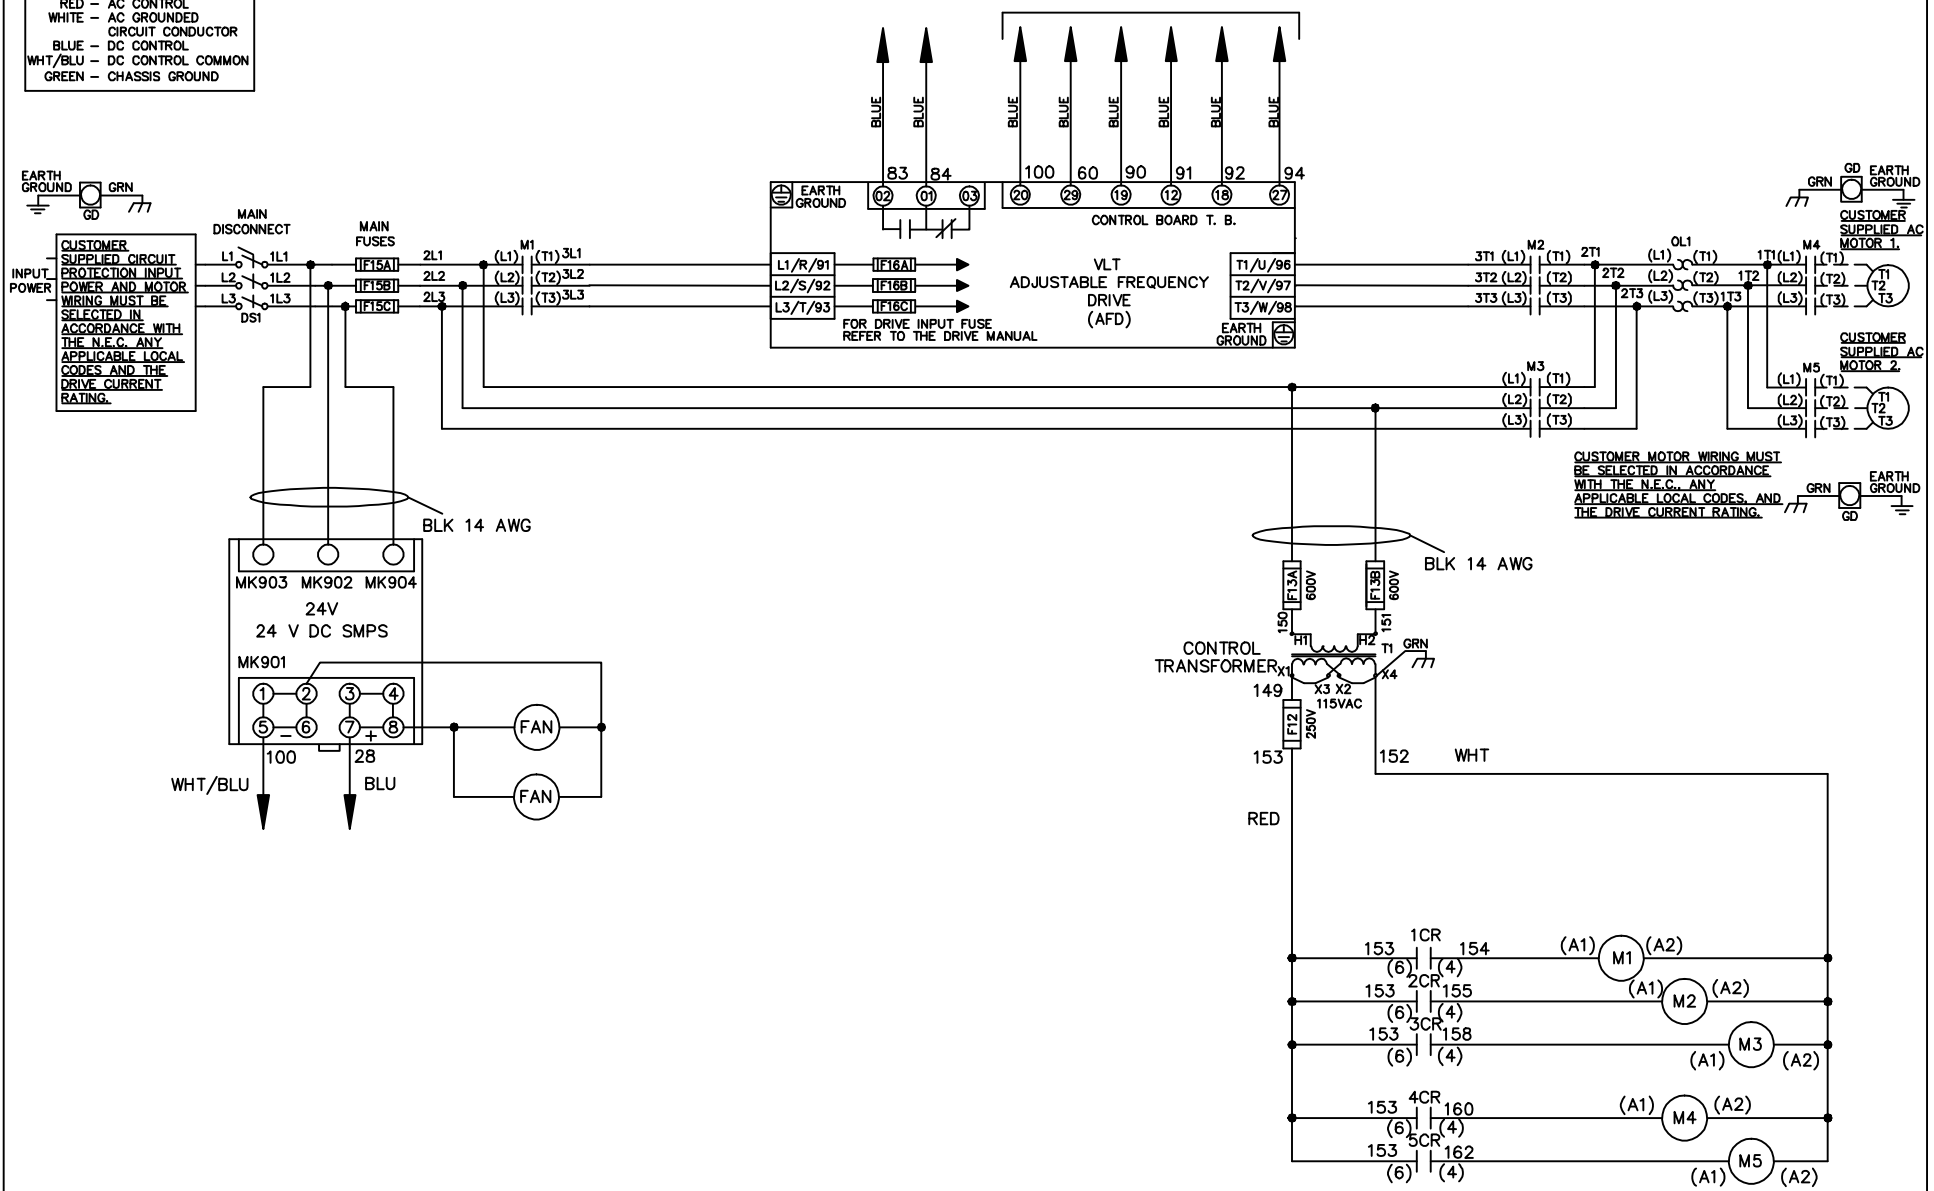 RED – AC CONTROL
WHITE – AC GROUNDED
CIRCUIT CONDUCTOR
BLUE – DC CONTROL
WHT/BLU – DC CONTROL COMMON
GREEN – CHASSIS GROUND
BLUE BLUE BLUE BLUE BLUE BLUE BLUE BLUE
83 84 100 60 90 91 92 94
EARTH
GROUND
GRN
GD
EARTH
GROUND
02 01 03
20 29 19 12 18 27
CONTROL BOARD T. B.
GRN
GD
EARTH
GROUND
MAIN
DISCONNECT
MAIN
FUSES
CUSTOMER
SUPPLIED CIRCUIT
PROTECTION INPUT
POWER AND MOTOR
WIRING MUST BE
SELECTED IN
ACCORDANCE WITH
THE N.E.C. ANY
APPLICABLE LOCAL
CODES AND THE
DRIVE CURRENT
RATING.
INPUT
POWER
L1 1L1
L2 1L2
L3 1L3
DS1
F15A
F15B
F15C
2L1
2L2
2L3
M1
(L1) (T1) 3L1
(L2) (T2) 3L2
(L3) (T3) 3L3
L1/R/91
L2/S/92
L3/T/93
F16A
F16B
F16C
FOR DRIVE INPUT FUSE
REFER TO THE DRIVE MANUAL
VLT
ADJUSTABLE FREQUENCY
DRIVE
(AFD)
T1/U/96
T2/V/97
T3/W/98
EARTH
GROUND
M2
3T1 (L1) (T1) 2T1
3T2 (L2) (T2) 2T2
3T3 (L3) (T3) 2T3
OL1
(L1) (T1) 1T1
(L2) (T2) 1T2
(L3) (T3) 1T3
M4
(L1) (T1)
(L2) (T2)
(L3) (T3)
CUSTOMER
SUPPLIED AC
MOTOR 1.
T1
T2
T3
M3
(L1) (T1)
(L2) (T2)
(L3) (T3)
M5
(L1) (T1)
(L2) (T2)
(L3) (T3)
CUSTOMER
SUPPLIED AC
MOTOR 2.
T1
T2
T3
CUSTOMER MOTOR WIRING MUST
BE SELECTED IN ACCORDANCE
WITH THE N.E.C., ANY
APPLICABLE LOCAL CODES, AND
THE DRIVE CURRENT RATING.
GRN
GD
EARTH
GROUND
BLK 14 AWG
MK903 MK902 MK904
24V
24 V DC SMPS
MK901
1 2 3 4
5 – 6 7 + 8
100 28
WHT/BLU BLU
FAN
FAN
BLK 14 AWG
F13A
600V
F13B
600V
150
151
H1 H2
T1
GRN
CONTROL
TRANSFORMER
X1 X3 X2 X4
115VAC
149
F12
250V
153
152 WHT
RED
1CR
153 154 (A1) M1 (A2)
(6) (4)
2CR
153 155 (A1) M2 (A2)
(6) (4)
3CR
153 158 M3
(6) (4) (A1) (A2)
4CR
153 160 (A1) M4 (A2)
(6) (4)
5CR
153 162 M5
(6) (4) (A1) (A2)